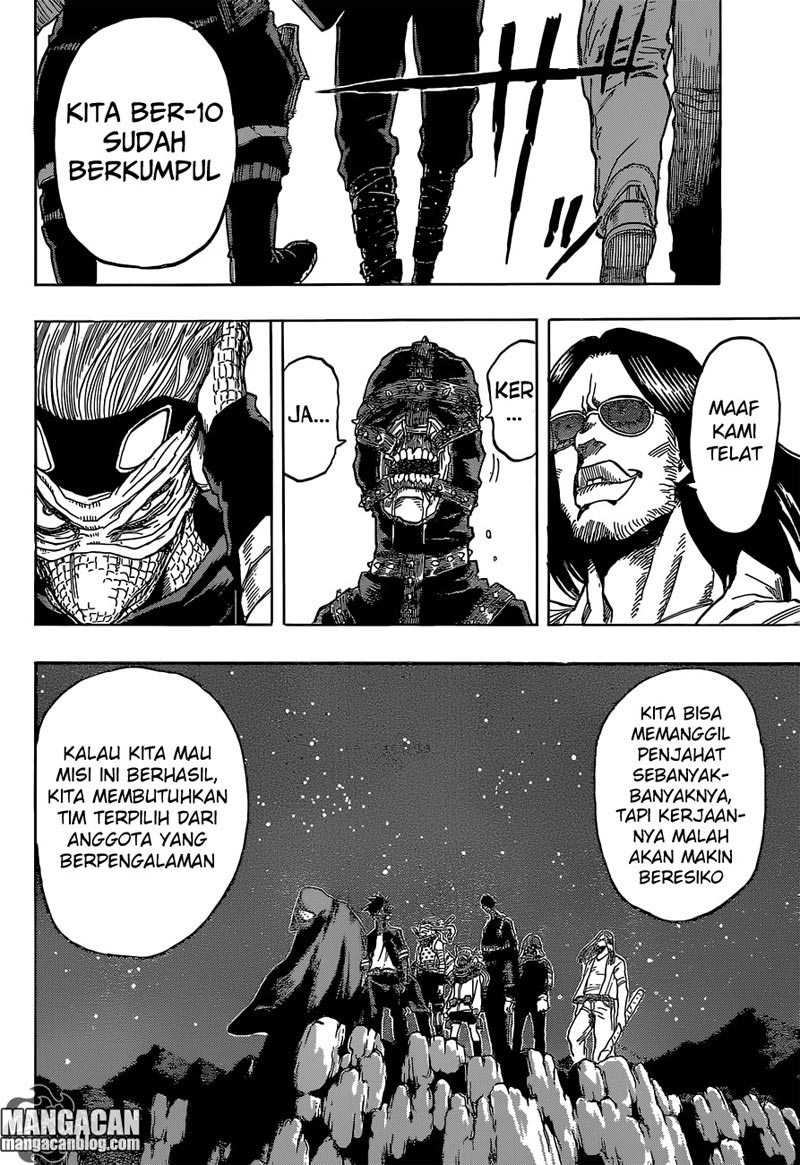 KITA BER-10
SUDAH
BERKUMPUL
MAAF
KAMI
TELAT
KER
...
JA...
KITA BISA
MEMANGGIL
PENJAHAT
SEBANYAK-
BANYAKNYA,
TAPI KERJAAN-
NYA MALAH
AKAN MAKIN
BERESIKO
KALAU KITA MAU
MISI INI BERHASIL,
KITA MEMBUTUHKAN
TIM TERPILIH DARI
ANGGOTA YANG
BERPENGALAMAN
MANGACAN
mangacanblog.com